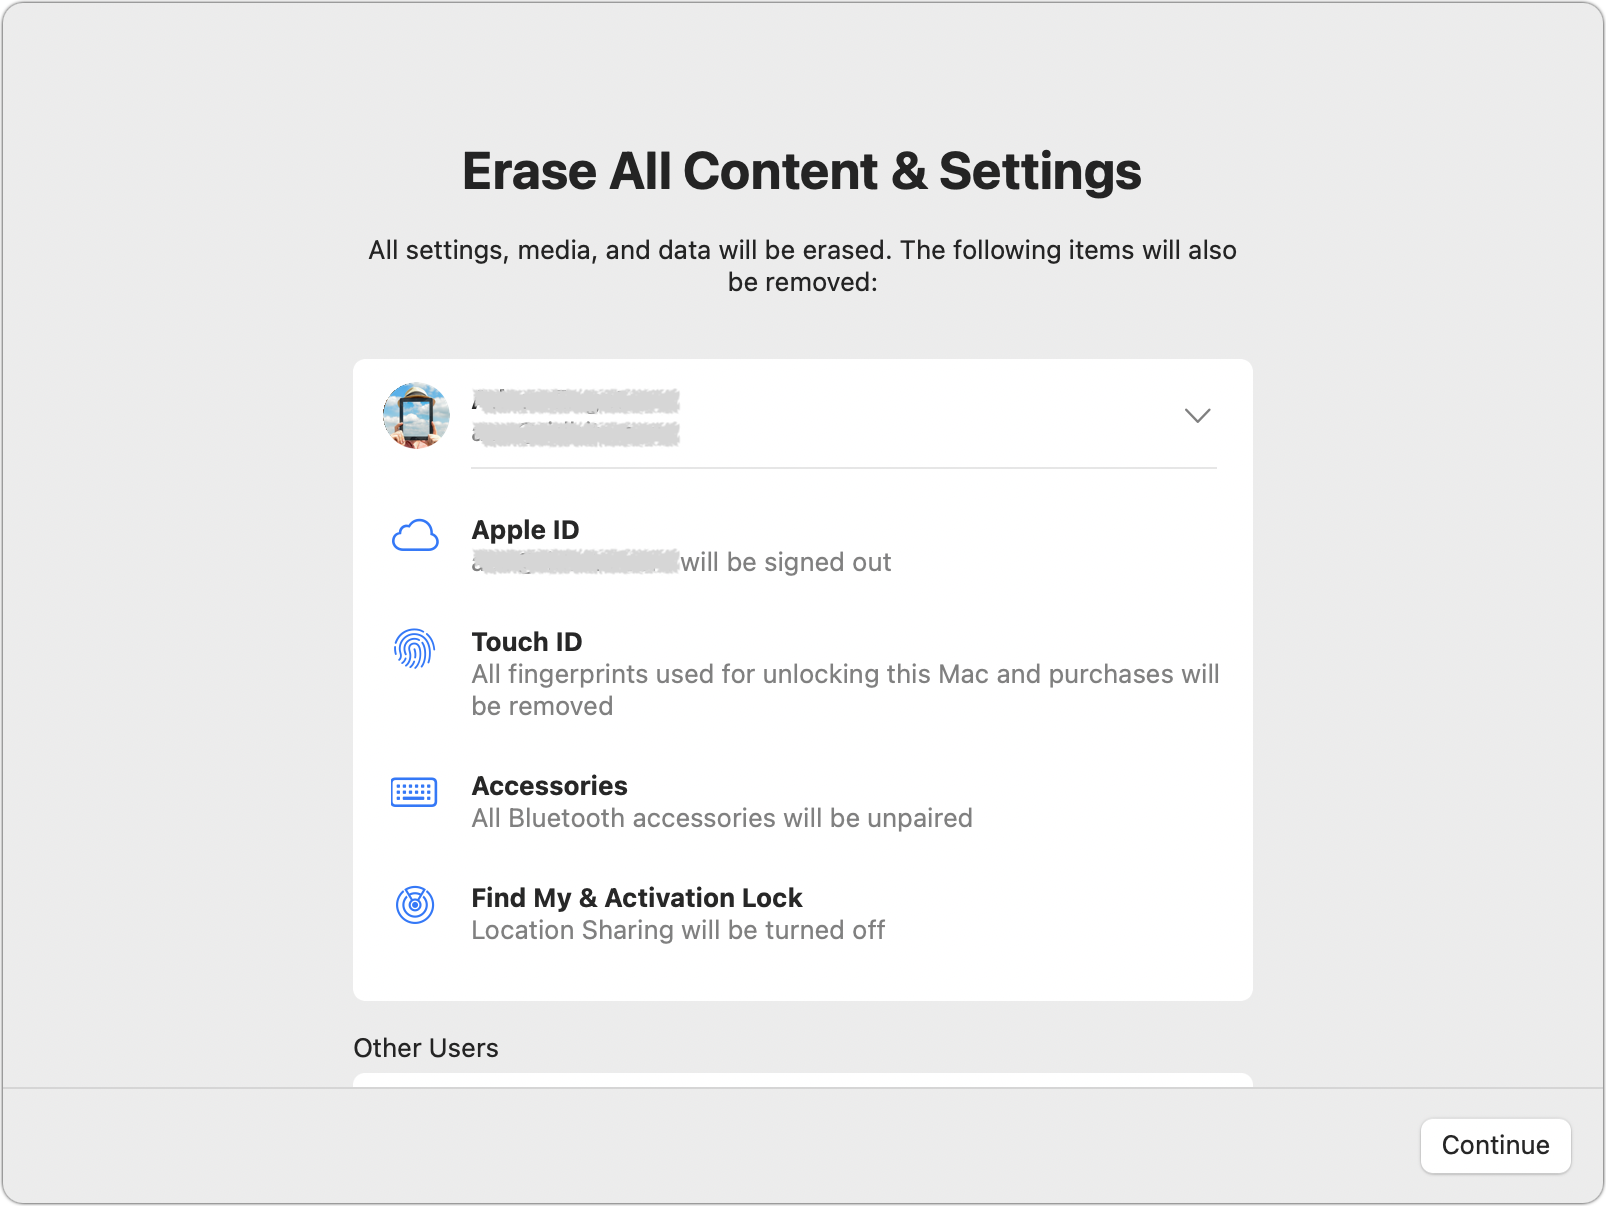 Erase All Content & Settings
All settings, media, and data will be erased. The following items will also
be removed:
Apple ID
will be signed out
Touch ID
All fingerprints used for unlocking this Mac and purchases will
be removed
Accessories
All Bluetooth accessories will be unpaired
Find My & Activation Lock
Location Sharing will be turned off
Other Users
Continue